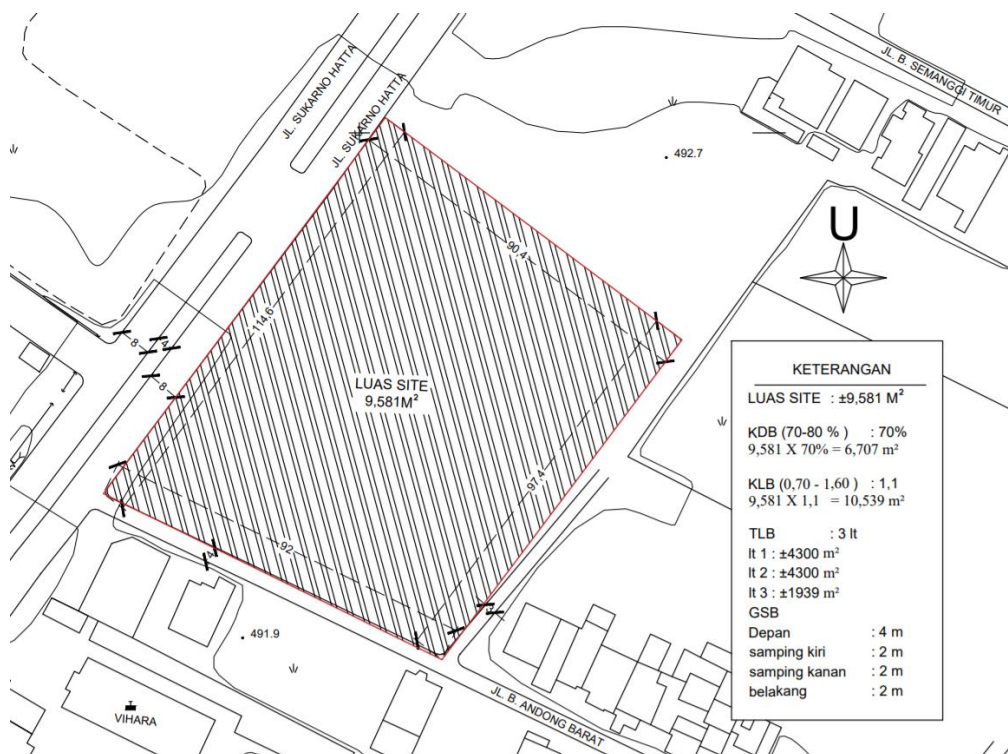 JL. SUKARNO HATTA
JL. SUKARNO HATTA
JL. B. SEMANGGI TIMUR
492.7
U
90,4
114,6
8
4
8
LUAS SITE
9,581M²
97,4
92
4
491.9
VIHARA
JL. B. ANDONG BARAT
KETERANGAN
LUAS SITE : ±9,581 M²
KDB (70-80 % ) : 70%
9,581 X 70% = 6,707 m²
KLB (0,70 - 1,60 ) : 1,1
9,581 X 1,1 = 10,539 m²
TLB : 3 lt
lt 1 : ±4300 m²
lt 2 : ±4300 m²
lt 3 : ±1939 m²
GSB
Depan : 4 m
samping kiri : 2 m
samping kanan : 2 m
belakang : 2 m